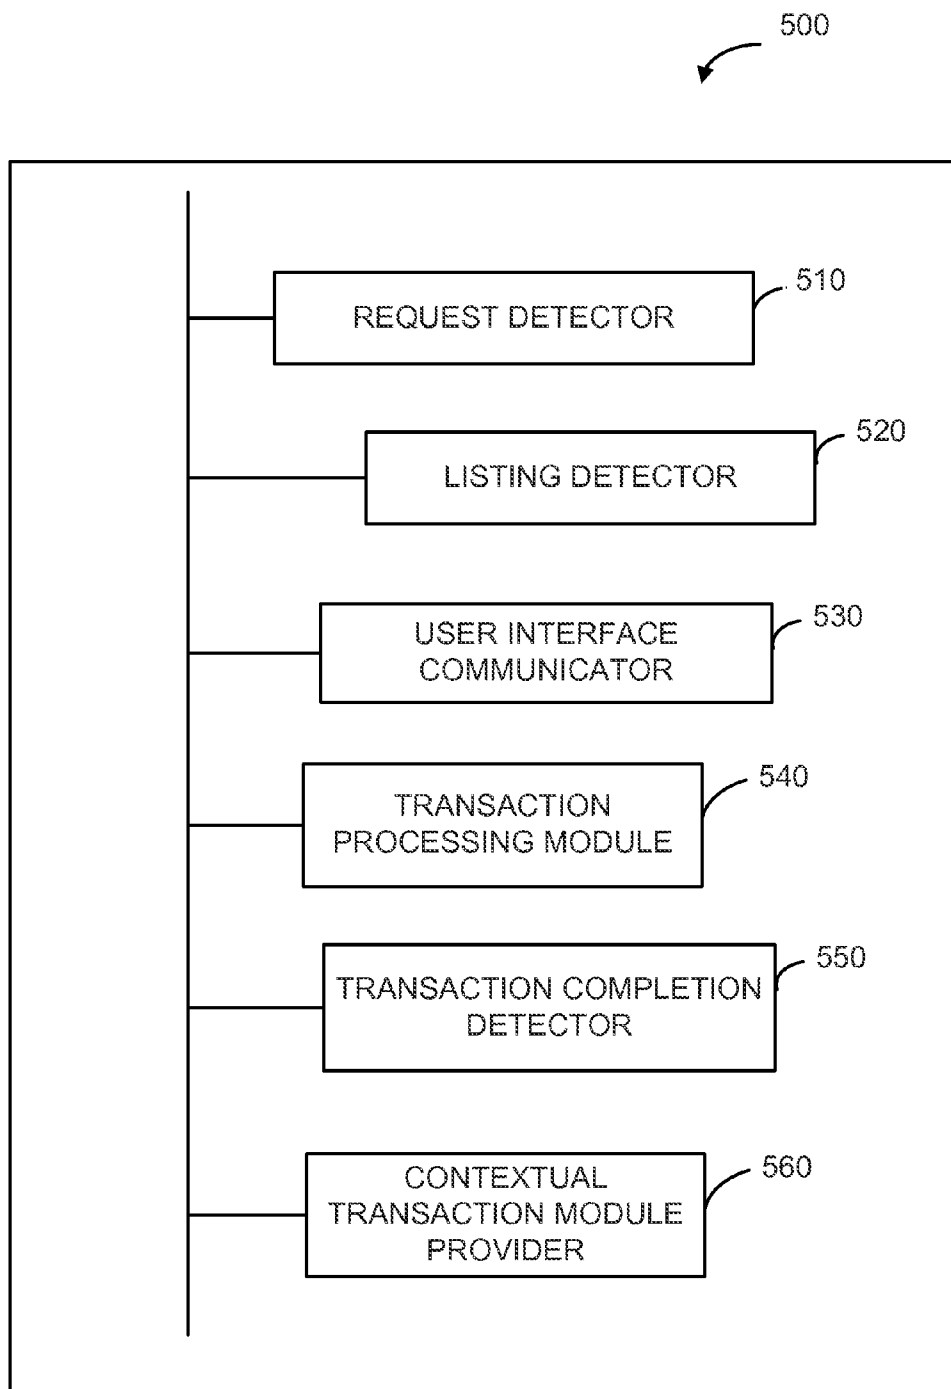 500
510
REQUEST DETECTOR
520
LISTING DETECTOR
530
USER INTERFACE
COMMUNICATOR
540
TRANSACTION
PROCESSING MODULE
550
TRANSACTION COMPLETION
DETECTOR
560
CONTEXTUAL
TRANSACTION MODULE
PROVIDER